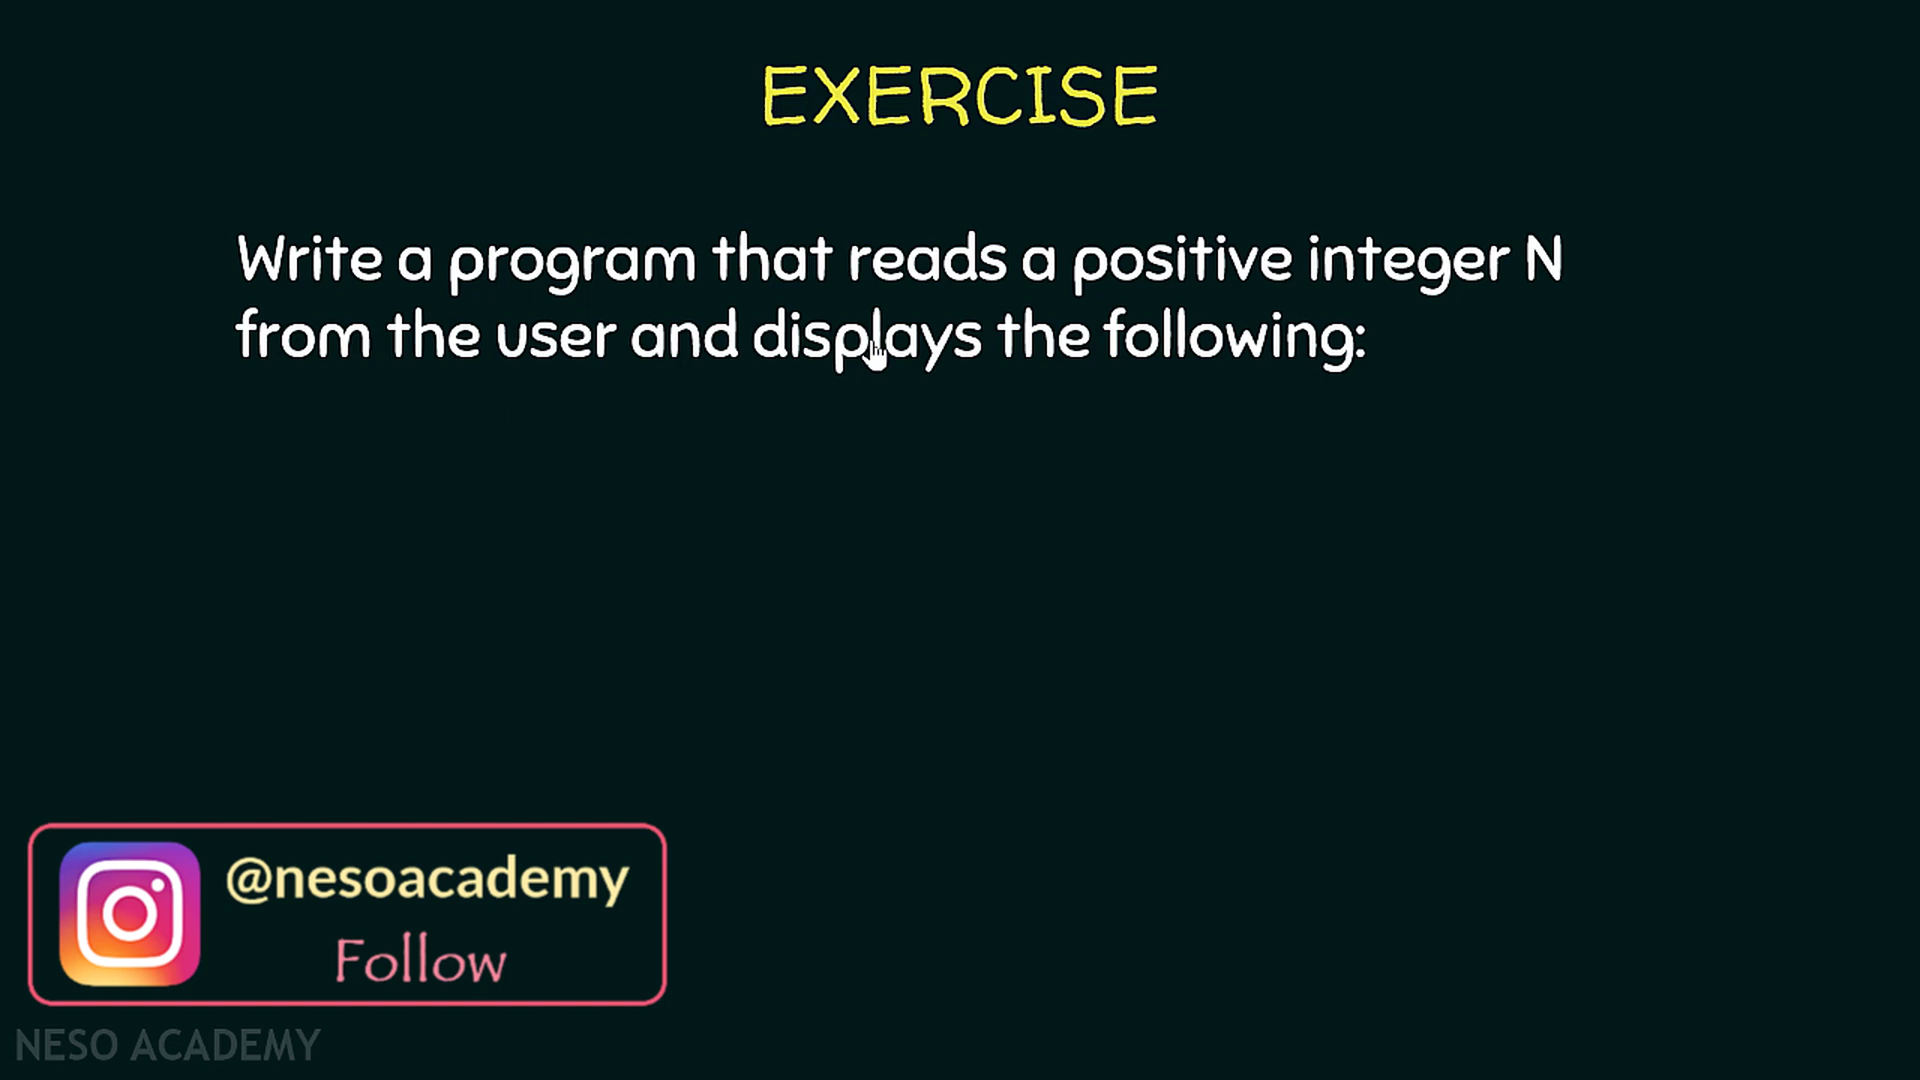 EXERCISE
Write a program that reads a positive integer N
from the user and displays the following:
@nesoacademy
Follow
NESO ACADEMY